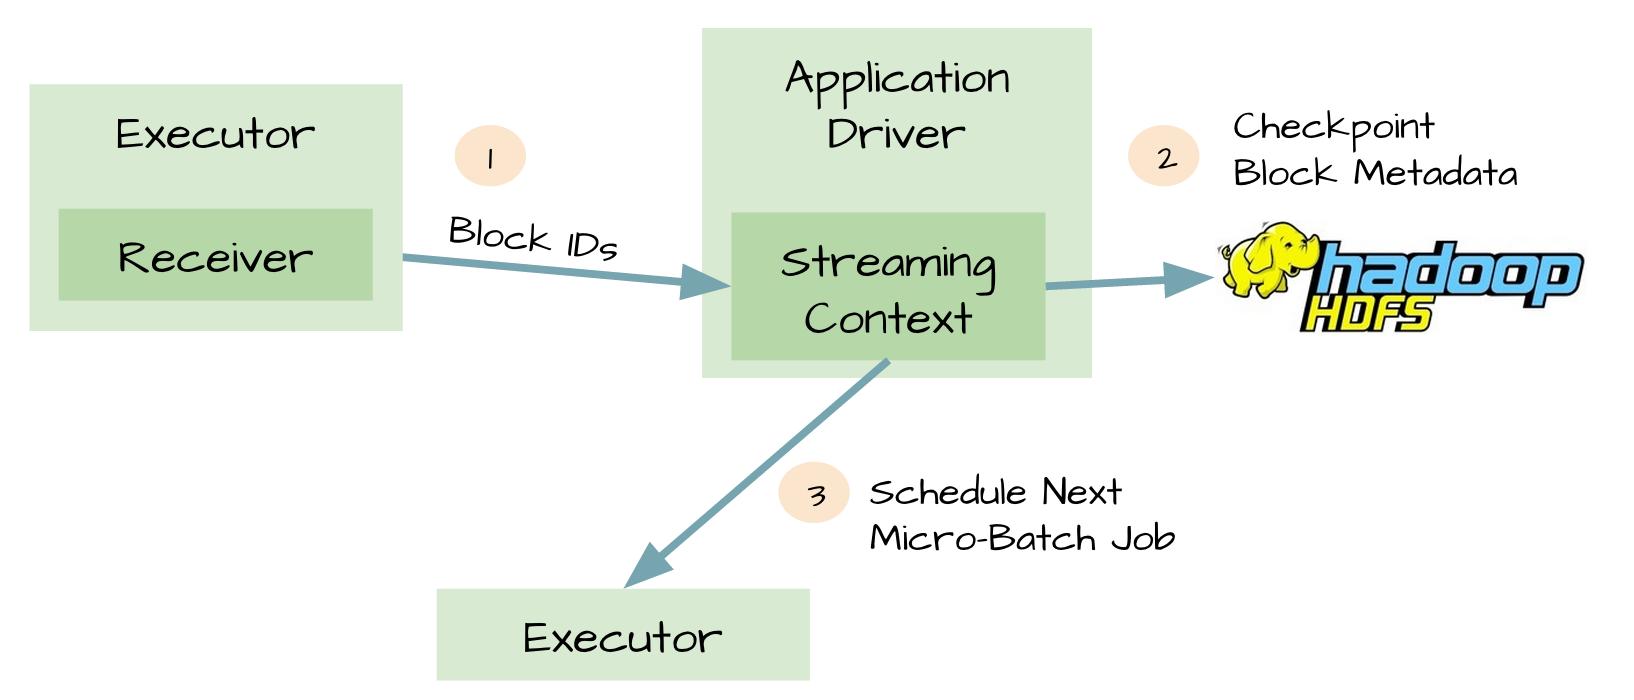 Executor
Receiver
1
Block IDs
Application
Driver
Streaming
Context
2
Checkpoint
Block Metadata
hadoop
HDFS
3
Schedule Next
Micro-Batch Job
Executor